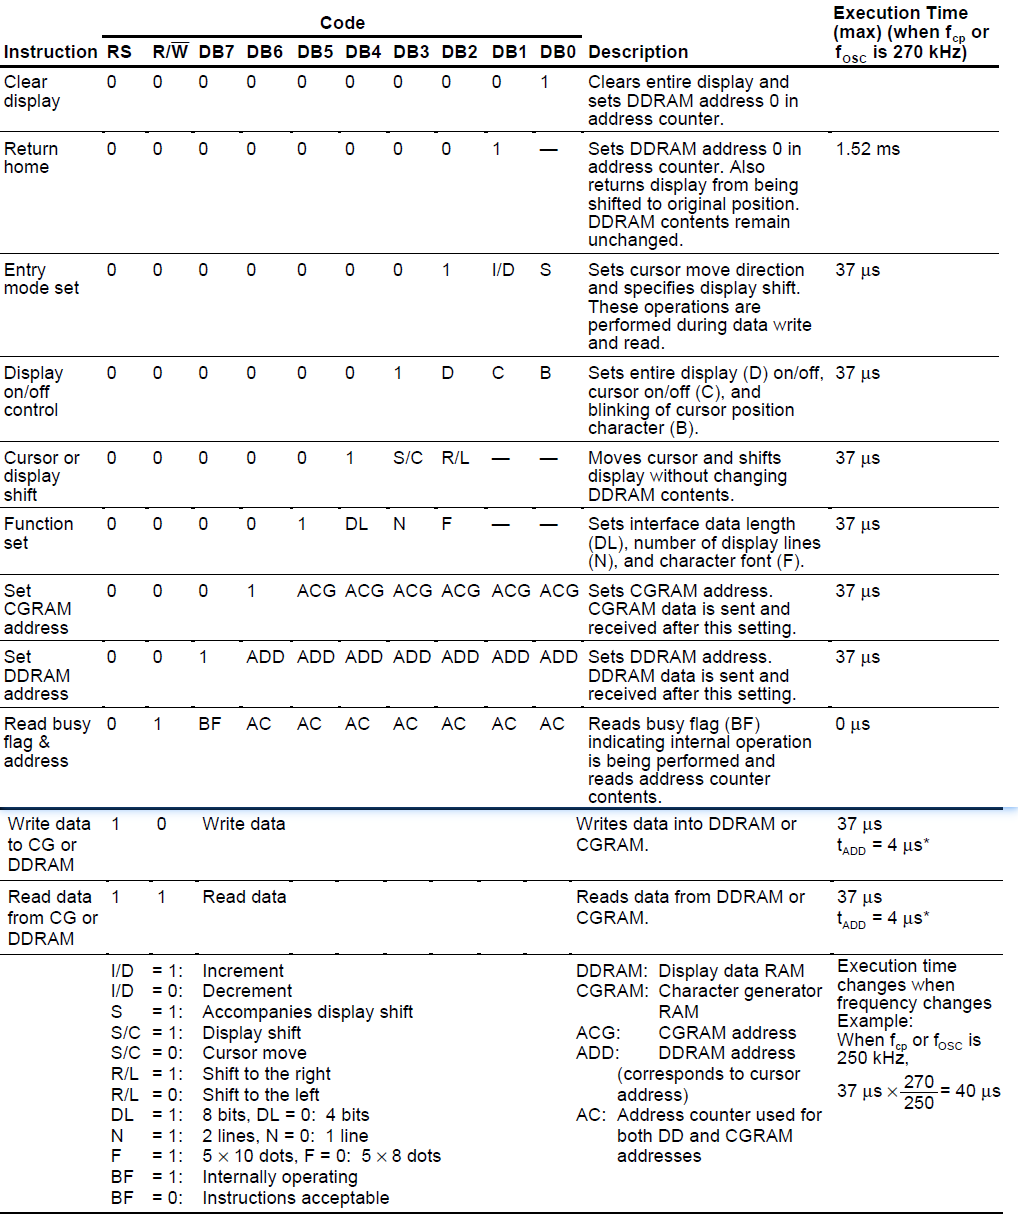 Code
Execution Time (max) (when fcp or fOSC is 270 kHz)
Instruction RS R/W̅ DB7 DB6 DB5 DB4 DB3 DB2 DB1 DB0 Description
Clear display 0 0 0 0 0 0 0 0 0 1 Clears entire display and sets DDRAM address 0 in address counter.
Return home 0 0 0 0 0 0 0 0 1 — Sets DDRAM address 0 in address counter. Also returns display from being shifted to original position. DDRAM contents remain unchanged. 1.52 ms
Entry mode set 0 0 0 0 0 0 0 1 I/D S Sets cursor move direction and specifies display shift. These operations are performed during data write and read. 37 µs
Display on/off control 0 0 0 0 0 0 1 D C B Sets entire display (D) on/off, cursor on/off (C), and blinking of cursor position character (B). 37 µs
Cursor or display shift 0 0 0 0 0 1 S/C R/L — — Moves cursor and shifts display without changing DDRAM contents. 37 µs
Function set 0 0 0 0 1 DL N F — — Sets interface data length (DL), number of display lines (N), and character font (F). 37 µs
Set CGRAM address 0 0 0 1 ACG ACG ACG ACG ACG ACG Sets CGRAM address. CGRAM data is sent and received after this setting. 37 µs
Set DDRAM address 0 0 1 ADD ADD ADD ADD ADD ADD ADD Sets DDRAM address. DDRAM data is sent and received after this setting. 37 µs
Read busy flag & address 0 1 BF AC AC AC AC AC AC AC Reads busy flag (BF) indicating internal operation is being performed and reads address counter contents. 0 µs
Write data to CG or DDRAM 1 0 Write data Writes data into DDRAM or CGRAM. 37 µs tADD = 4 µs*
Read data from CG or DDRAM 1 1 Read data Reads data from DDRAM or CGRAM. 37 µs tADD = 4 µs*
I/D = 1: Increment
I/D = 0: Decrement
S = 1: Accompanies display shift
S/C = 1: Display shift
S/C = 0: Cursor move
R/L = 1: Shift to the right
R/L = 0: Shift to the left
DL = 1: 8 bits, DL = 0: 4 bits
N = 1: 2 lines, N = 0: 1 line
F = 1: 5 × 10 dots, F = 0: 5 × 8 dots
BF = 1: Internally operating
BF = 0: Instructions acceptable
DDRAM: Display data RAM
CGRAM: Character generator
RAM
ACG: CGRAM address
ADD: DDRAM address
(corresponds to cursor
address)
AC: Address counter used for
both DD and CGRAM
addresses
Execution time
changes when
frequency changes
Example:
When fcp or fOSC is
250 kHz,
37 µs × 270/250 = 40 µs